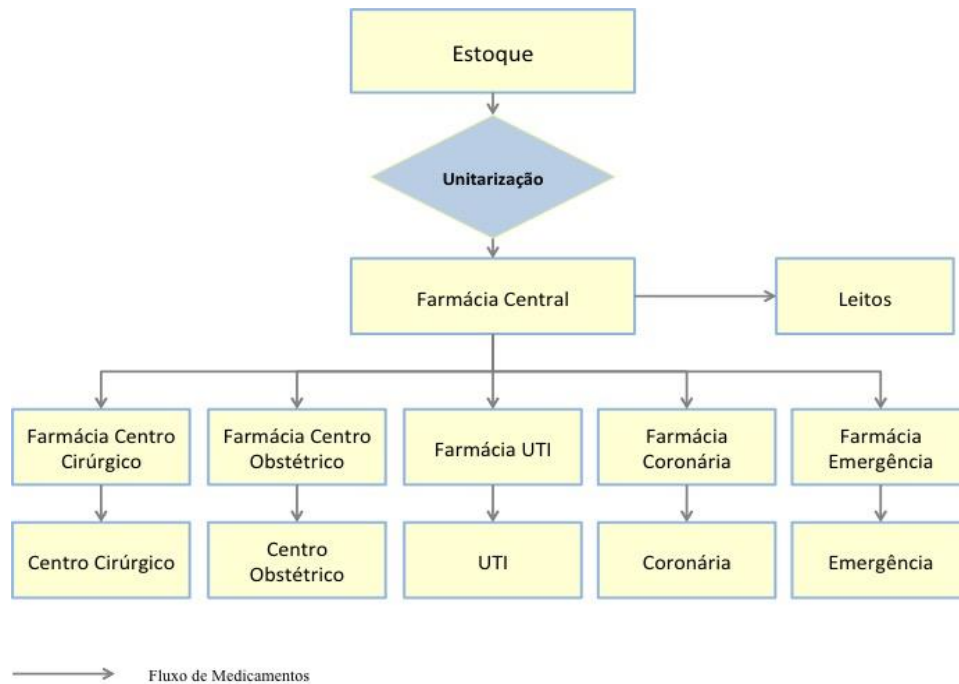 Estoque
Unitarização
Farmácia Central
Leitos
Farmácia Centro
Cirúrgico
Farmácia Centro
Obstétrico
Farmácia UTI
Farmácia
Coronária
Farmácia
Emergência
Centro Cirúrgico
Centro
Obstétrico
UTI
Coronária
Emergência
Fluxo de Medicamentos